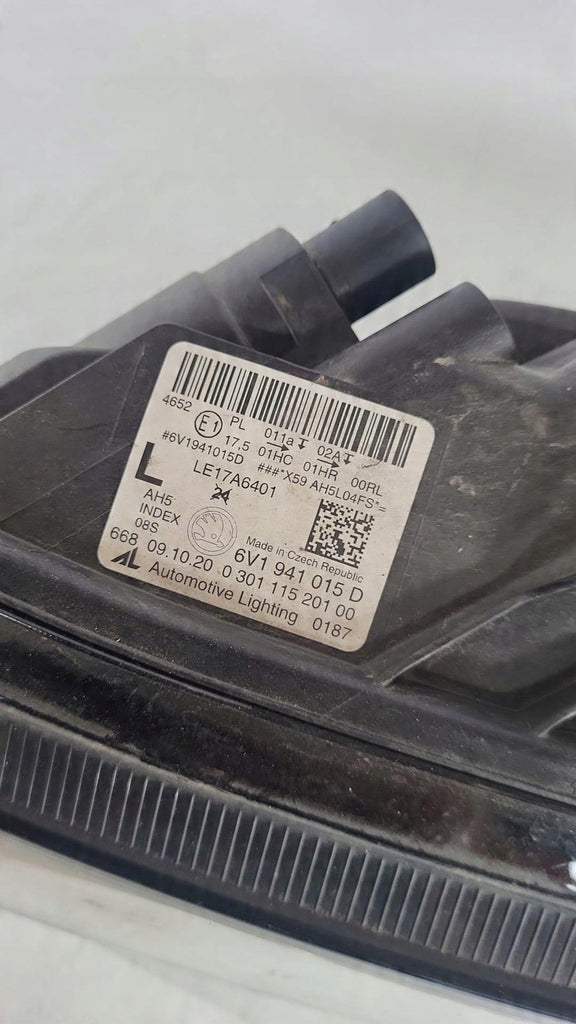 4652
E1 PL 011a 02A 00RL
17,5 01HC 01HR
#6V1941015D ###*X59 AH5L04FS*=
L LE17A6401
24
AH5
INDEX
08S
Made in Czech Republic
6V1 941 015 D
668 09.10.20 0 301 115 201 00
AL Automotive Lighting 0187